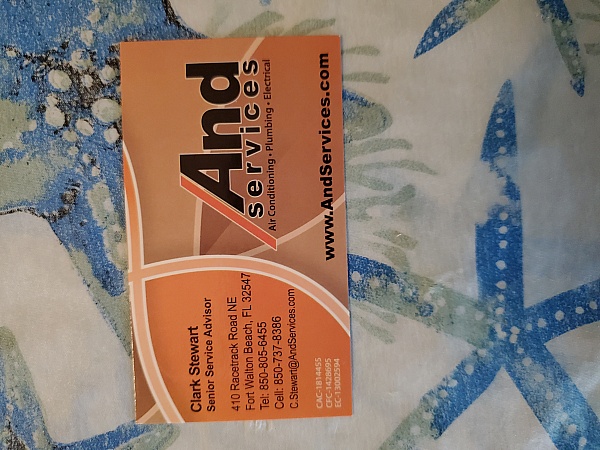 And
services
Air Conditioning • Plumbing • Electrical
www.AndServices.com
Clark Stewart
Senior Service Advisor
410 Racetrack Road NE
Fort Walton Beach, FL 32547
Tel: 850-805-6455
Cell: 850-737-8386
C.Stewart@AndServices.com
CAC-1814455
CFC-1428695
EC-13002594